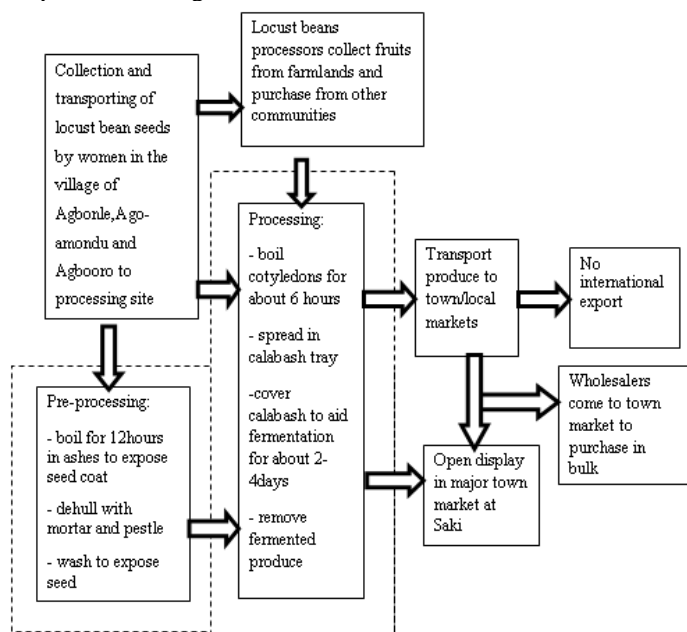 Collection and
transporting of
locust bean seeds
by women in the
village of
Agbonle,Ago-
amondu and
Agbooro to
processing site
Locust beans
processors collect fruits
from farmlands and
purchase from other
communities
Pre-processing:
- boil for 12hours
in ashes to expose
seed coat
- dehull with
mortar and pestle
- wash to expose
seed
Processing:
- boil
cotyledons for
about 6 hours
- spread in
calabash tray
-cover
calabash to aid
fermentation
for about 2-
4days
- remove
fermented
produce
Transport
produce to
town/local
markets
No
international
export
Wholesalers
come to town
market to
purchase in
bulk
Open display
in major town
market at
Saki